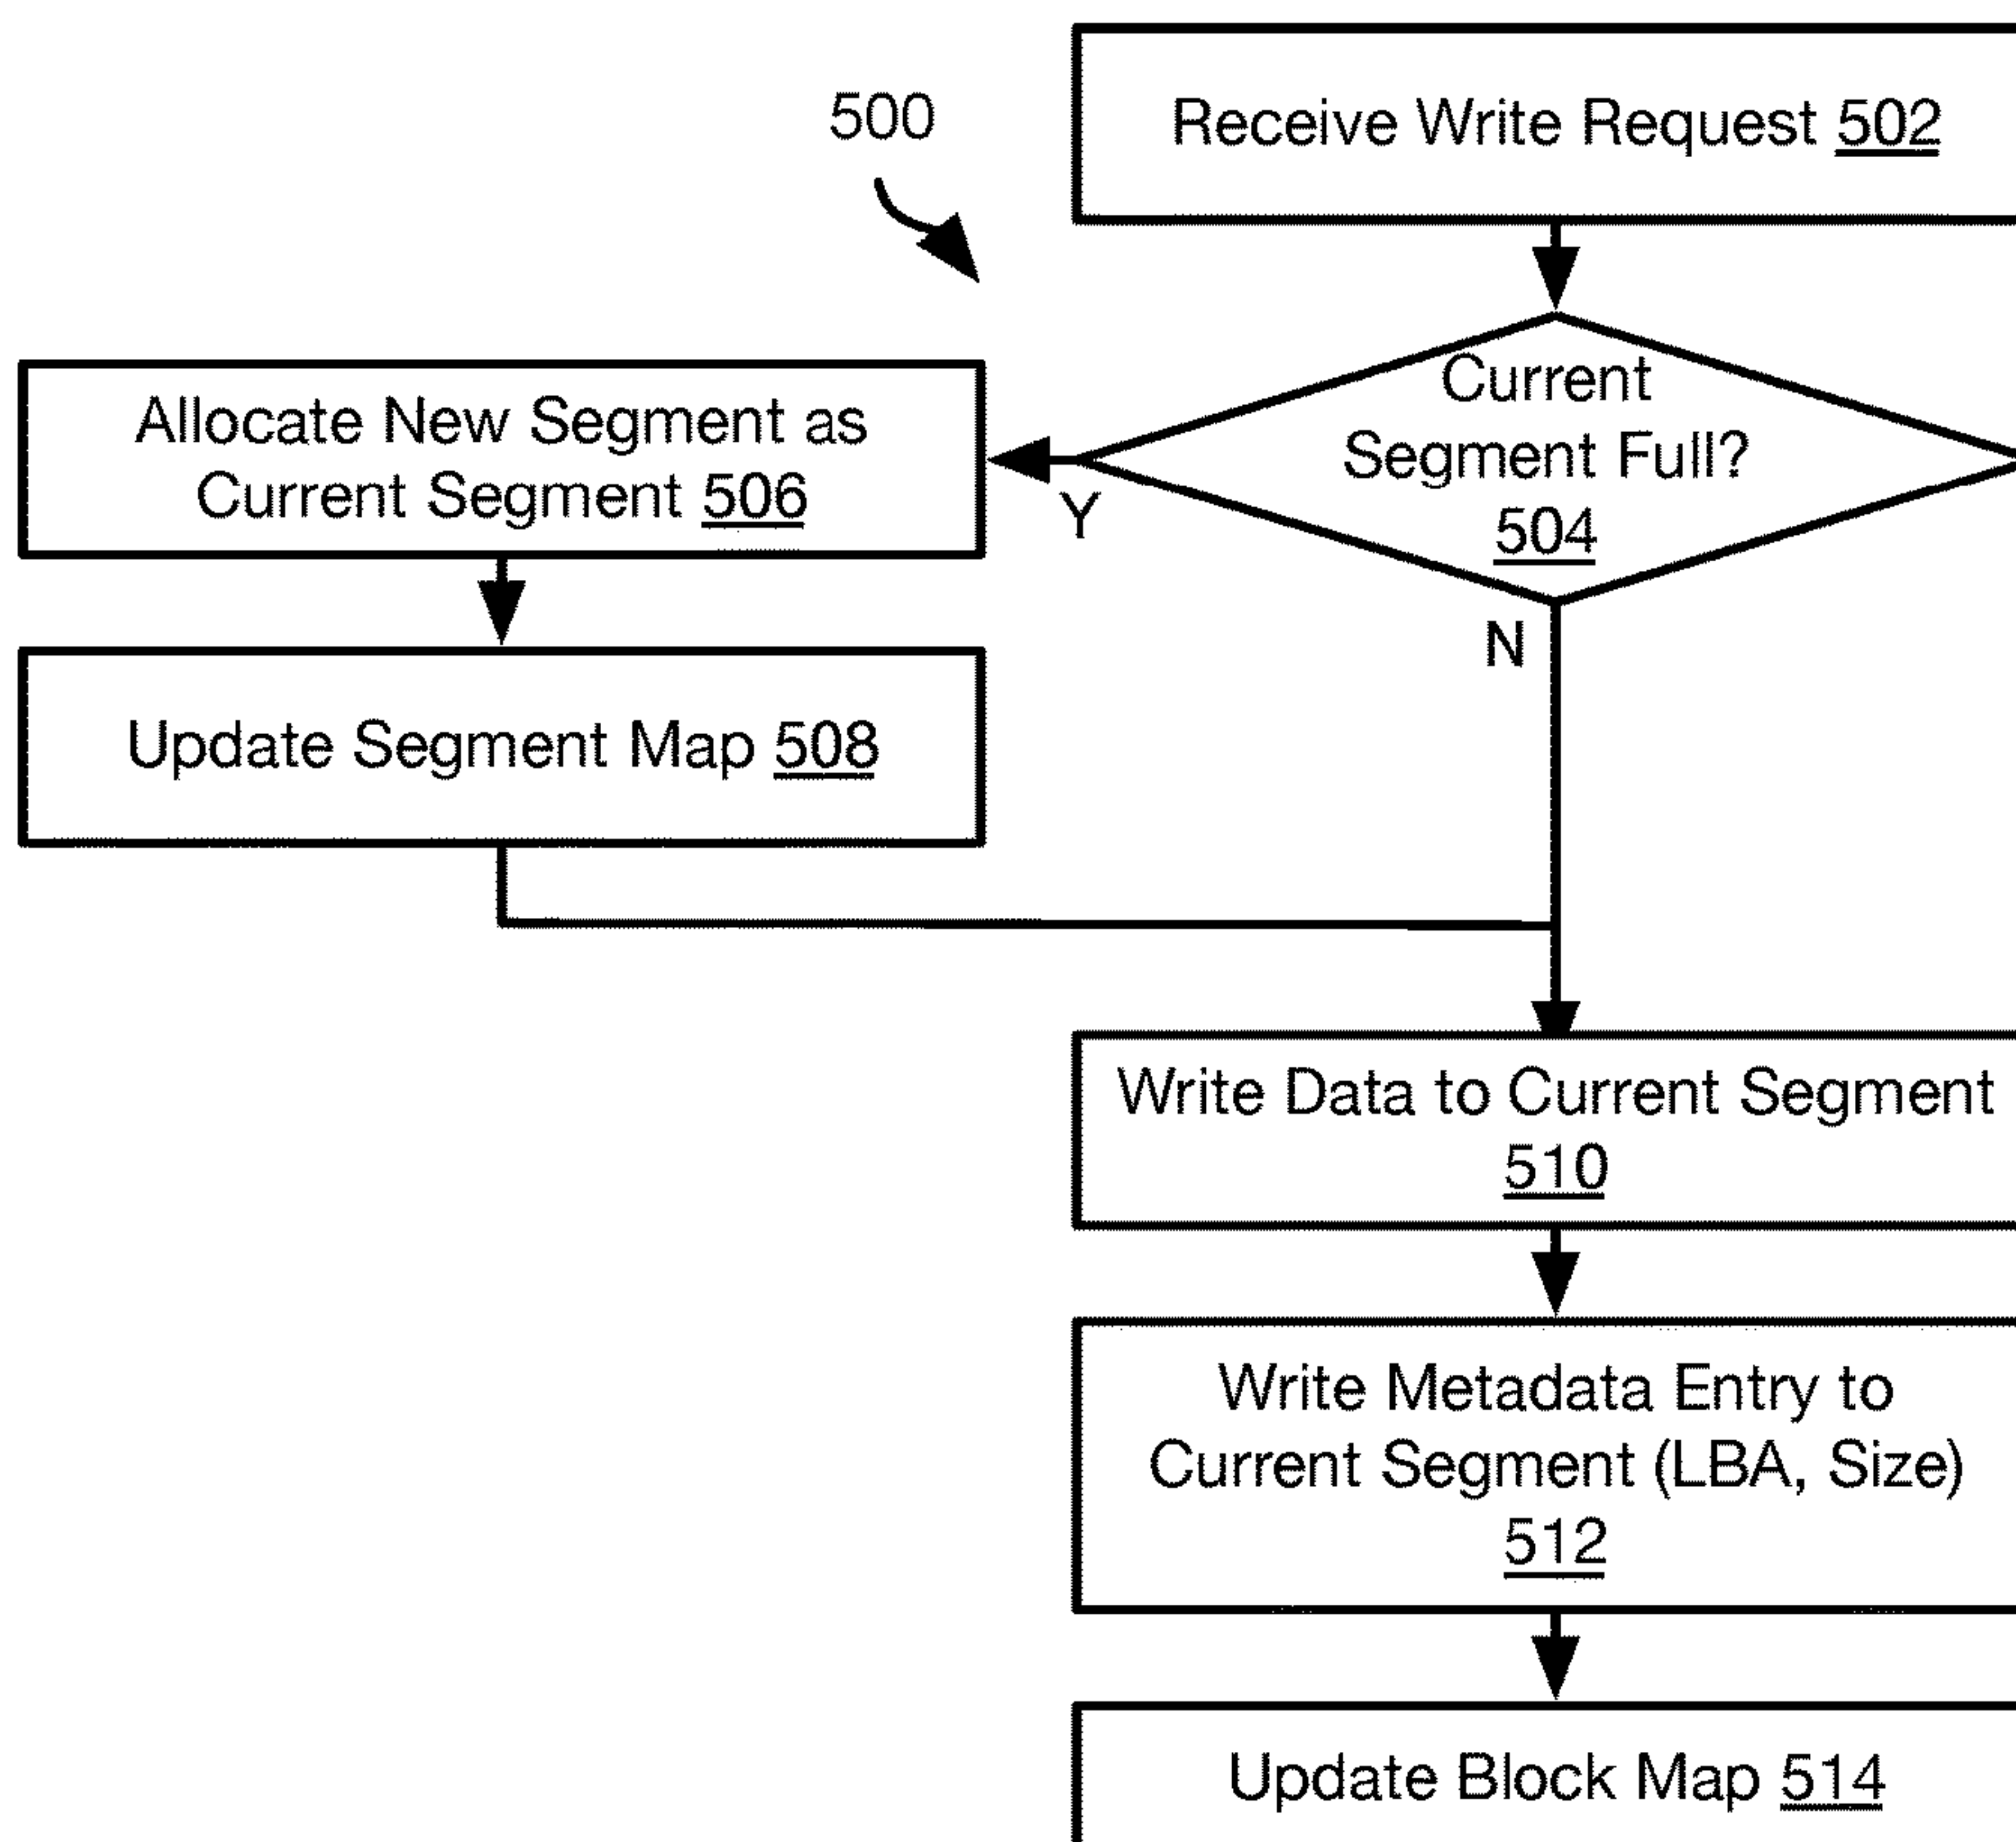 500
Receive Write Request 502
Current
Segment Full?
504
Y
N
Allocate New Segment as
Current Segment 506
Update Segment Map 508
Write Data to Current Segment
510
Write Metadata Entry to
Current Segment (LBA, Size)
512
Update Block Map 514